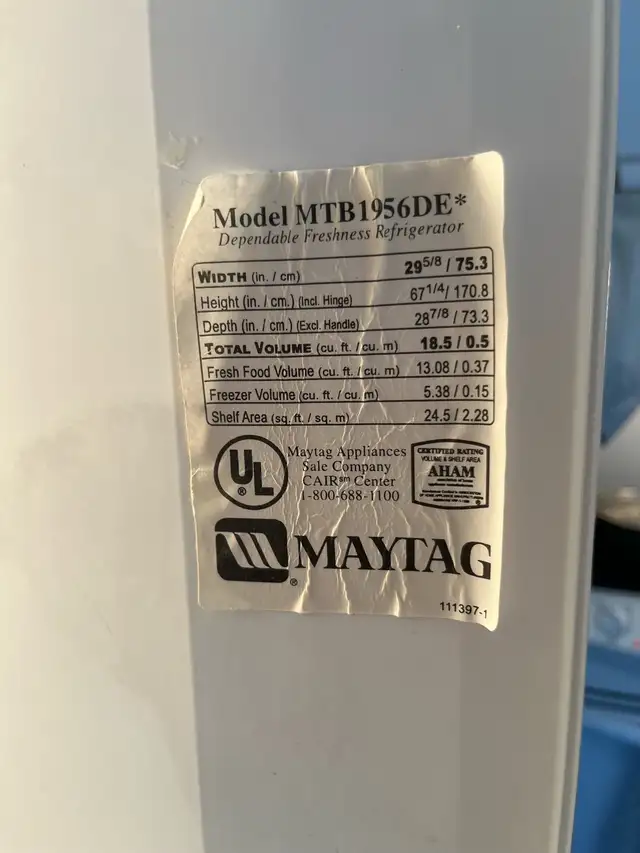 Model MTB1956DE*
Dependable Freshness Refrigerator
WIDTH (in. / cm) 29 5/8 / 75.3
Height (in. / cm.) (Incl. Hinge) 67 1/4 / 170.8
Depth (in. / cm.) (Excl. Handle) 28 7/8 / 73.3
TOTAL VOLUME (cu. ft. / cu. m) 18.5 / 0.5
Fresh Food Volume (cu. ft. / cu. m) 13.08 / 0.37
Freezer Volume (cu. ft. / cu. m) 5.38 / 0.15
Shelf Area (sq. ft. / sq. m) 24.5 / 2.28
UL ®
Maytag Appliances
Sale Company
CAIR℠ Center
1-800-688-1100
CERTIFIED RATING
VOLUME & SHELF AREA
AHAM
MAYTAG
®
111397-1